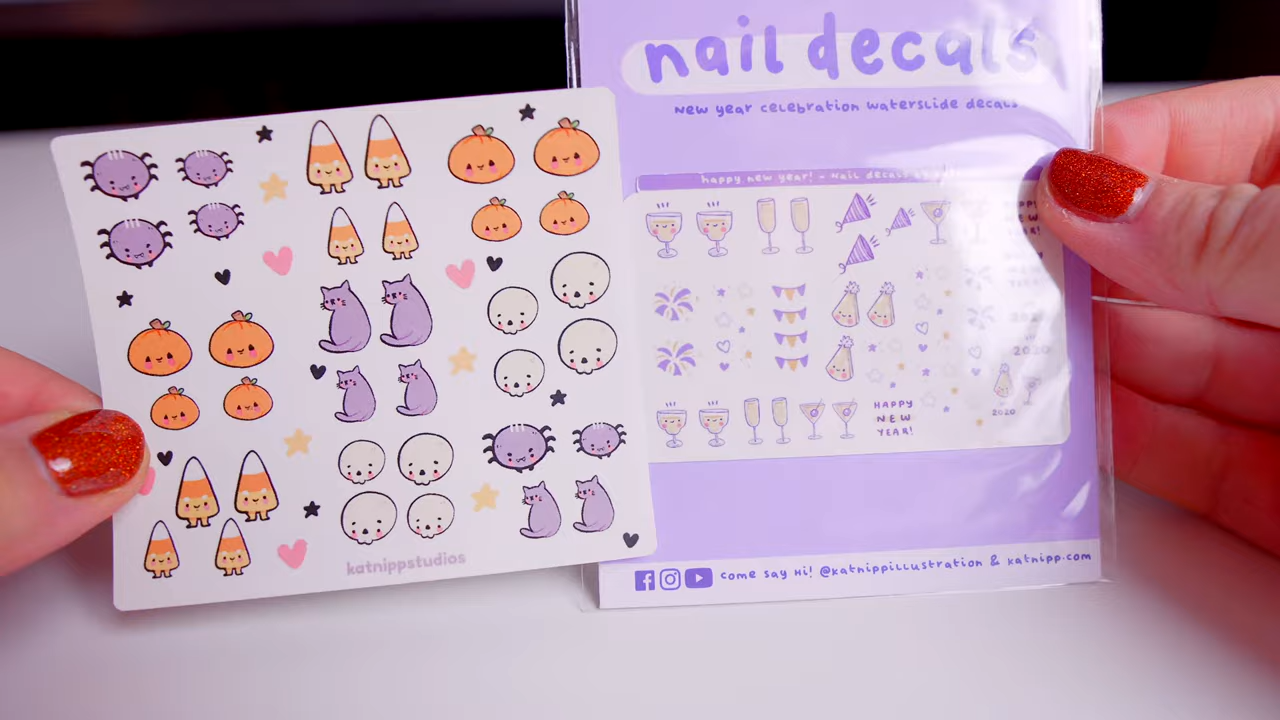 nail decals
New year celebration waterslide decals
happy new year! - Nail decals
HAPPY
NEW
YEAR!
2020
2020
katnippstudios
come say hi! @katnippillustration & katnipp.com